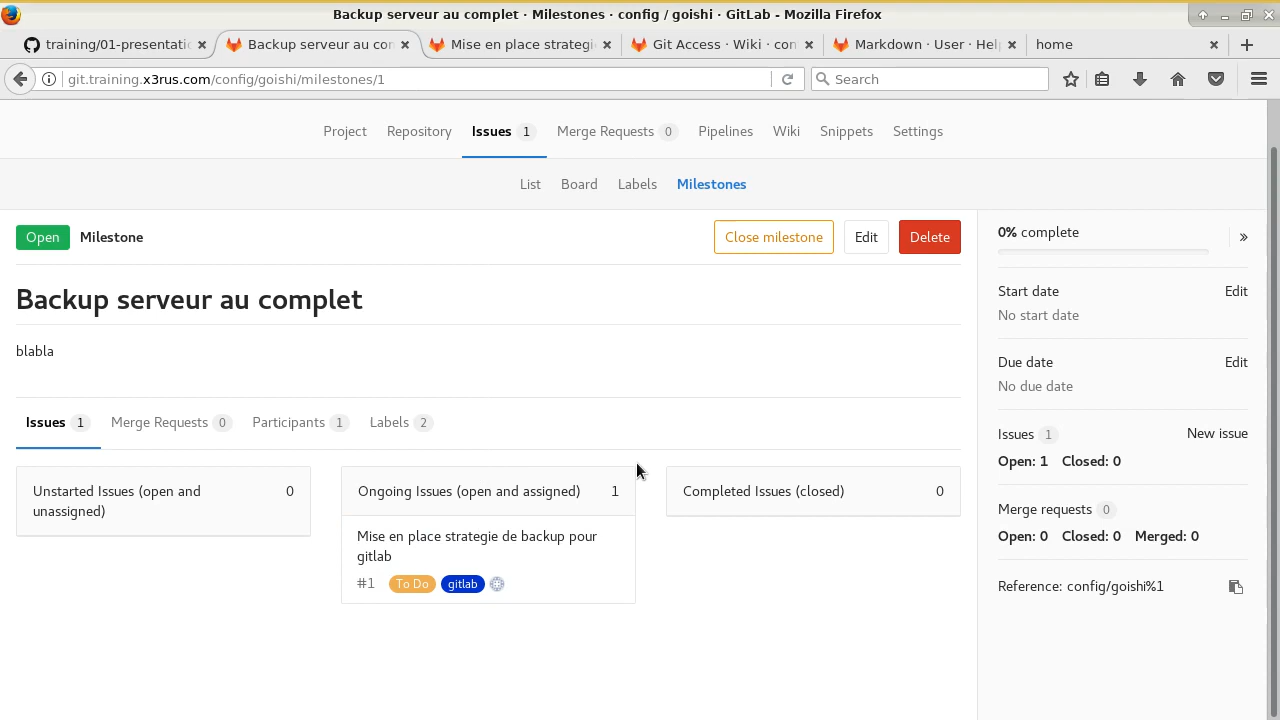 Backup serveur au complet · Milestones · config / goishi · GitLab - Mozilla Firefox
training/01-presentatic
Backup serveur au con
Mise en place strategi
Git Access · Wiki · con
Markdown · User · Hel
home
git.training.x3rus.com/config/goishi/milestones/1
Search
Project
Repository
Issues 1
Merge Requests 0
Pipelines
Wiki
Snippets
Settings
List
Board
Labels
Milestones
Open
Milestone
Close milestone
Edit
Delete
Backup serveur au complet
blabla
Issues 1
Merge Requests 0
Participants 1
Labels 2
Unstarted Issues (open and
unassigned)
0
Ongoing Issues (open and assigned)
1
Mise en place strategie de backup pour
gitlab
#1
To Do
gitlab
Completed Issues (closed)
0
0% complete
»
Start date
Edit
No start date
Due date
Edit
No due date
Issues 1
New issue
Open: 1 Closed: 0
Merge requests 0
Open: 0 Closed: 0 Merged: 0
Reference: config/goishi%1